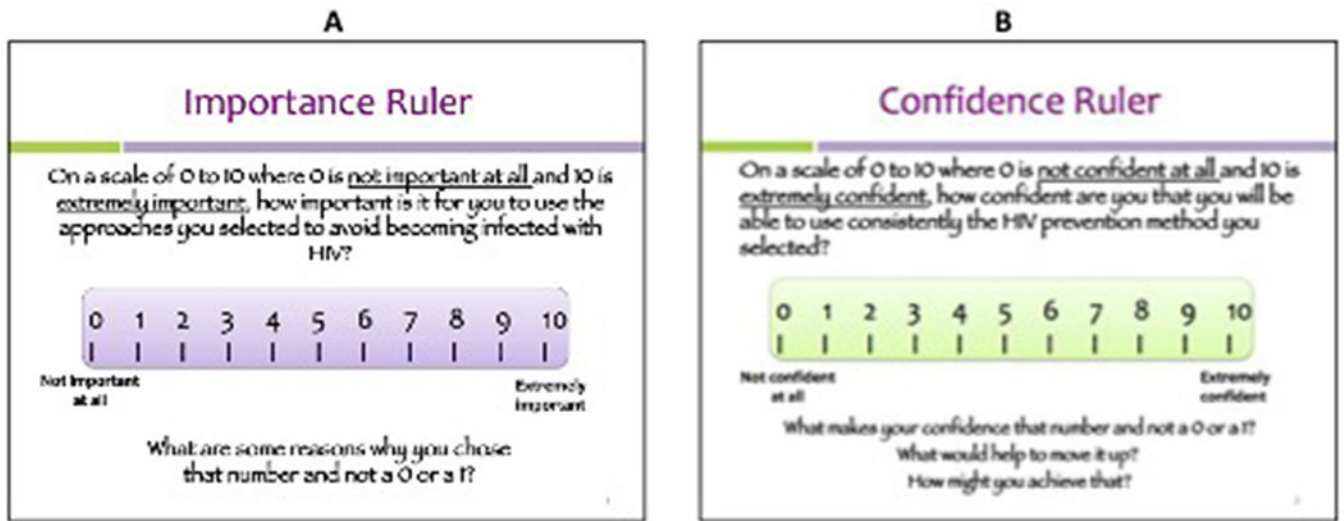 A
Importance Ruler
On a scale of 0 to 10 where 0 is not important at all and 10 is
extremely important, how important is it for you to use the
approaches you selected to avoid becoming infected with
HIV?
0 1 2 3 4 5 6 7 8 9 10
Not Important
at all
Extremely
important
What are some reasons why you chose
that number and not a 0 or a 1?
B
Confidence Ruler
On a scale of 0 to 10 where 0 is not confident at all and 10 is
extremely confident, how confident are you that you will be
able to use consistently the HIV prevention method you
selected?
0 1 2 3 4 5 6 7 8 9 10
Not confident
at all
Extremely
confident
What makes your confidence that number and not a 0 or a 1?
What would help to move it up?
How might you achieve that?